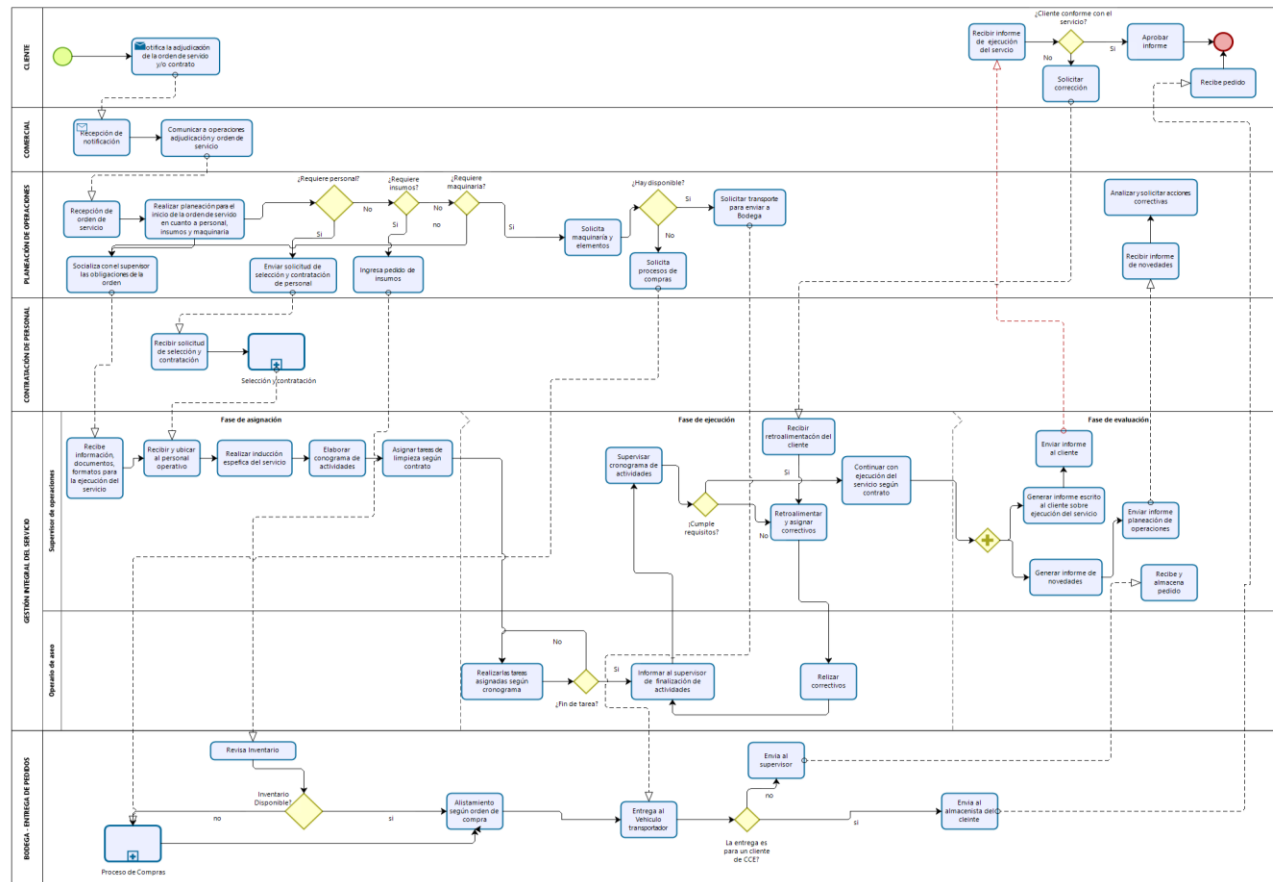 CLIENTE
Notifica la adjudicación
de la orden de servido
y/o contrato
Recibir informe
de ejecución
del servcio
¿Cliente conforme con el
servicio?
Si
No
Aprobar
informe
Solicitar
corrección
Recibe pedido
COMERCIAL
Recepción de
notificación
Comunicar a operaciones
adjudicación y orden de
servicio
PLANEACIÓN DE OPERACIONES
Recepción
de orden de
servicio
Realizar planeación para el
inicio de la orden de servido
en cuanto a personal,
insumos y maquinaria
¿Requiere personal?
No
Si
¿Requiere
insumos?
No
Si
¿Requiere
maquinaria?
no
Si
Socializa con el supervisor
las obligaciones de la
orden
Enviar solicitud de
selección y contratación
de personal
Ingresa pedido de
insumos
Solicita
maquinaria y
elementos
¿Hay disponible?
Si
No
Solicitar transporte
para enviar a
Bodega
Solicita
procesos de
compras
Analizar y solicitar acciones
correctivas
Recibir informe
de novedades
CONTRATACIÓN DE PERSONAL
Recibir solicitud
de selección y
contratación
Selección y contratación
GESTIÓN INTEGRAL DEL SERVICIO
Supervisor de operaciones
Fase de asignación
Fase de ejecución
Fase de evaluación
Recibe
información,
documentos,
formatos para
la ejecución del
servicio
Recibir y ubicar
al personal
operativo
Realizar inducción
espefica del servicio
Elaborar
conograma de
actividades
Asignar tareas de
limpieza según
contrato
Supervisar
cronograma de
actividades
¿Cumple
requisitos?
Si
No
Recibir
retroalimentacón del
cliente
Retroalimentar
y asignar
correctivos
Continuar con
ejecución del
servicio según
contrato
Enviar informe
al cliente
Generar informe escrito
al cliente sobre
ejecución del servicio
Enviar informe
planeación de
operaciones
Generar informe de
novedades
Recibe y
almacena
pedido
Operario de aseo
Realizarlas tareas
asignadas según
cronograma
No
Si
¿Fin de tarea?
Informar al supervisor
de finalización de
actividades
Relizar
correctivos
BODEGA - ENTREGA DE PEDIDOS
Revisa Inventario
Inventario
Disponible?
no
si
Proceso de Compras
Alistamiento
según orden de
compra
Entrega al
Vehículo
transportador
Envia al
supervisor
no
si
La entrega es
para un cliente
de CCE?
Envia al
almacenista del
cleinte